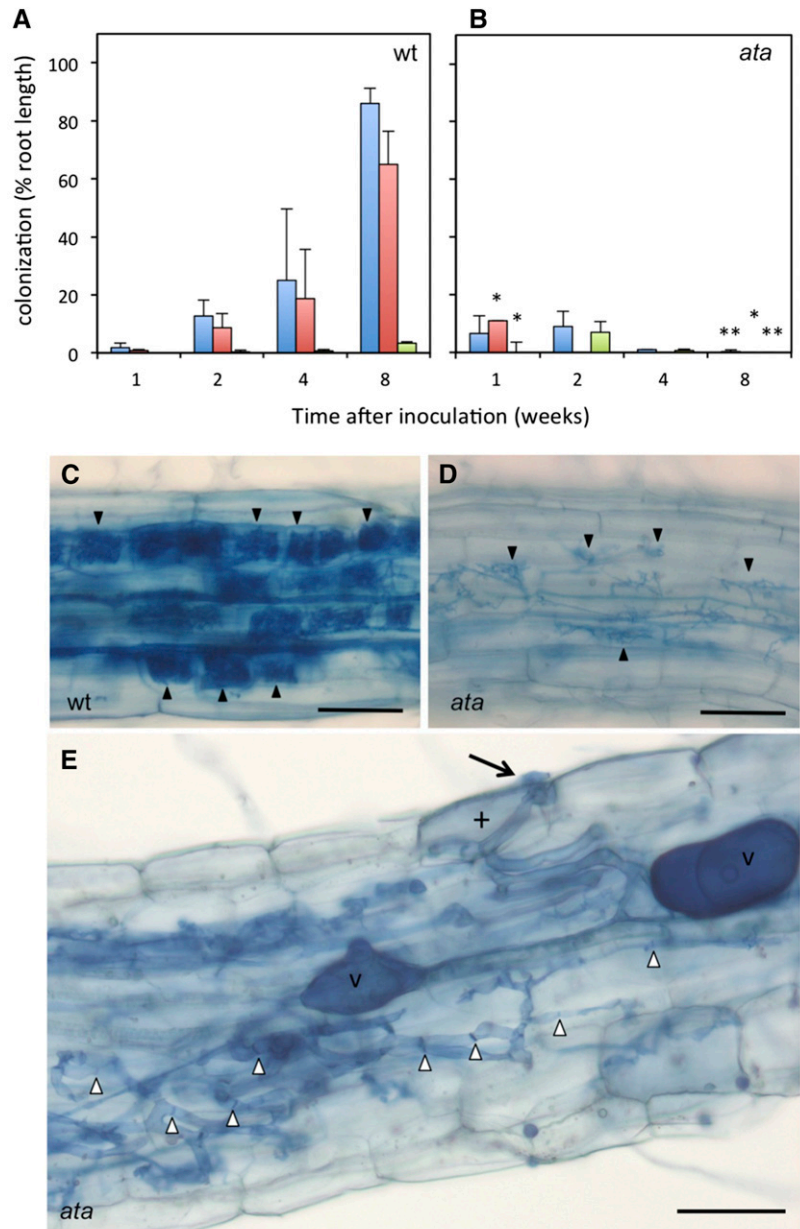 A
B
wt
ata
colonization (% root length)
100
80
60
40
20
0
* * ** * **
1 2 4 8 1 2 4 8
Time after inoculation (weeks)
C
D
wt
ata
E
+
v
v
ata